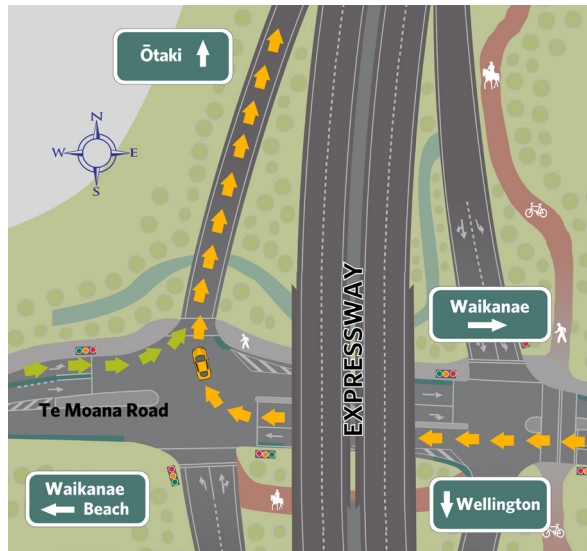 Ōtaki
N
W E
S
EXPRESSWAY
Waikanae
Te Moana Road
Waikanae
Beach
Wellington